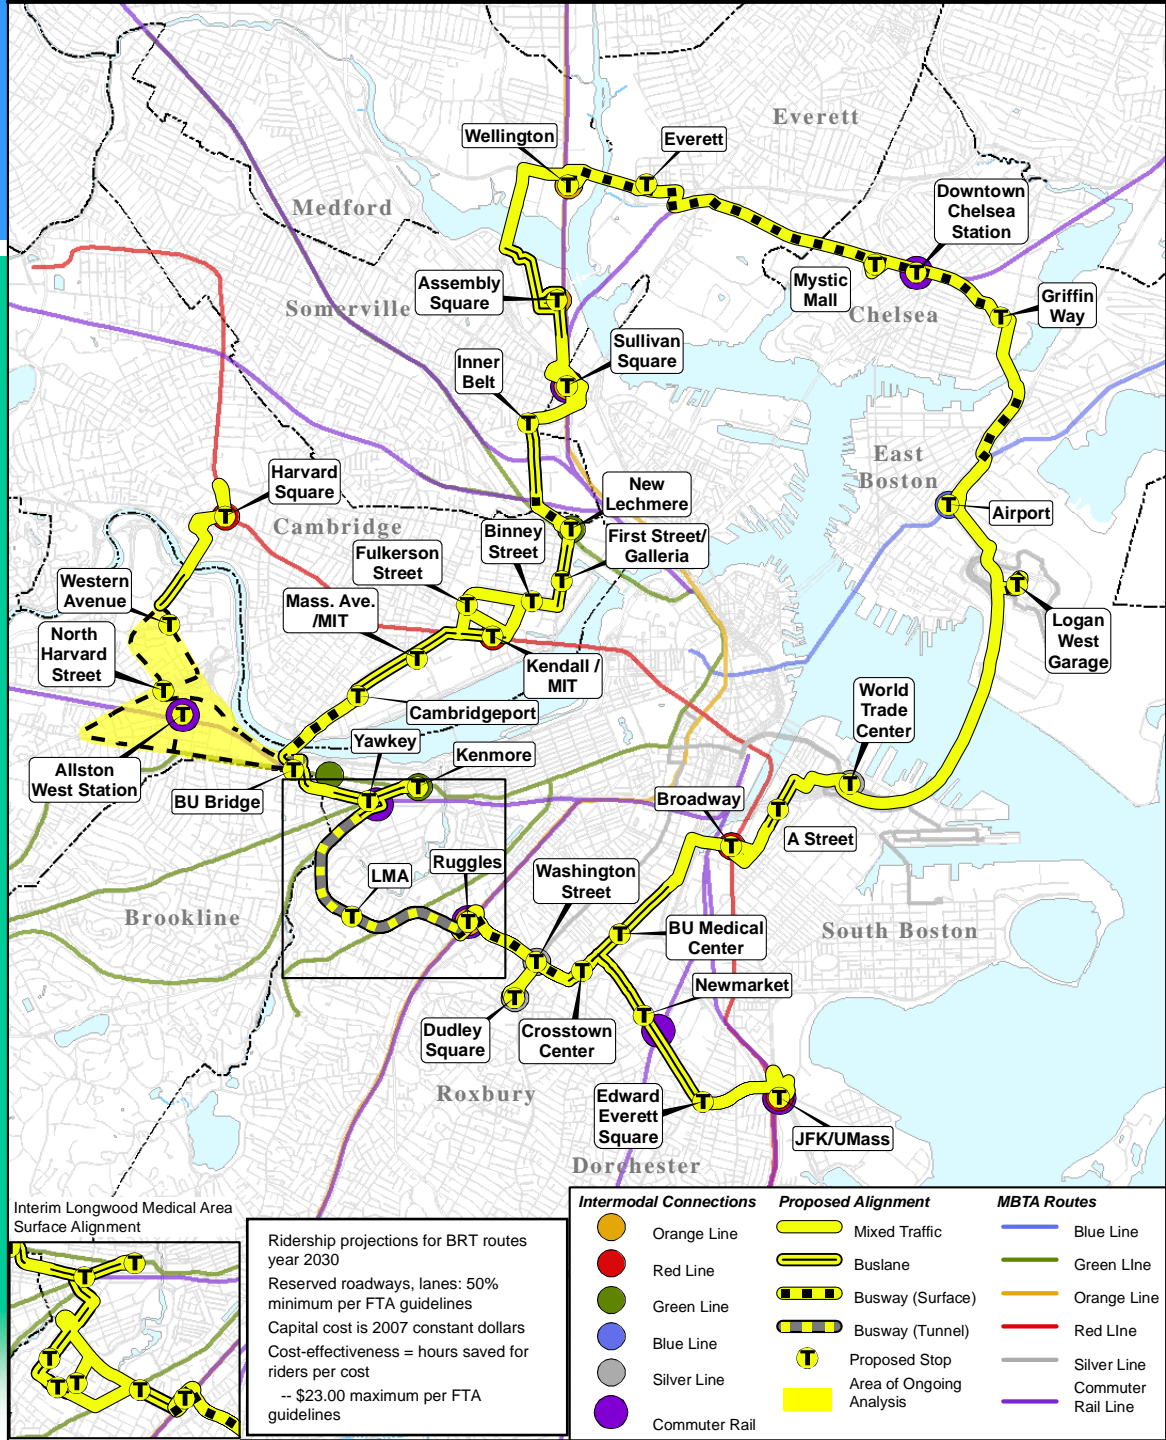 Everett
Wellington
Everett
Medford
Downtown
Chelsea
Station
Assembly
Square
Somerville
Mystic
Mall
Chelsea
Griffin
Way
Sullivan
Square
Inner
Belt
East
Boston
Harvard
Square
New
Lechmere
Airport
Cambridge
Binney
Street
First Street/
Galleria
Fulkerson
Street
Western
Avenue
Mass. Ave.
/MIT
Logan
West
Garage
North
Harvard
Street
Kendall /
MIT
World
Trade
Center
Cambridgeport
Yawkey
Kenmore
Allston
West Station
BU Bridge
Broadway
A Street
LMA
Ruggles
Washington
Street
Brookline
BU Medical
Center
South Boston
Newmarket
Dudley
Square
Crosstown
Center
Roxbury
Edward
Everett
Square
JFK/UMass
Dorchester
Interim Longwood Medical Area
Surface Alignment
Ridership projections for BRT routes
year 2030
Reserved roadways, lanes: 50%
minimum per FTA guidelines
Capital cost is 2007 constant dollars
Cost-effectiveness = hours saved for
riders per cost
-- $23.00 maximum per FTA
guidelines
Intermodal Connections
Orange Line
Red Line
Green Line
Blue Line
Silver Line
Commuter Rail
Proposed Alignment
Mixed Traffic
Buslane
Busway (Surface)
Busway (Tunnel)
T Proposed Stop
Area of Ongoing
Analysis
MBTA Routes
Blue Line
Green LIne
Orange Line
Red LIne
Silver Line
Commuter
Rail Line